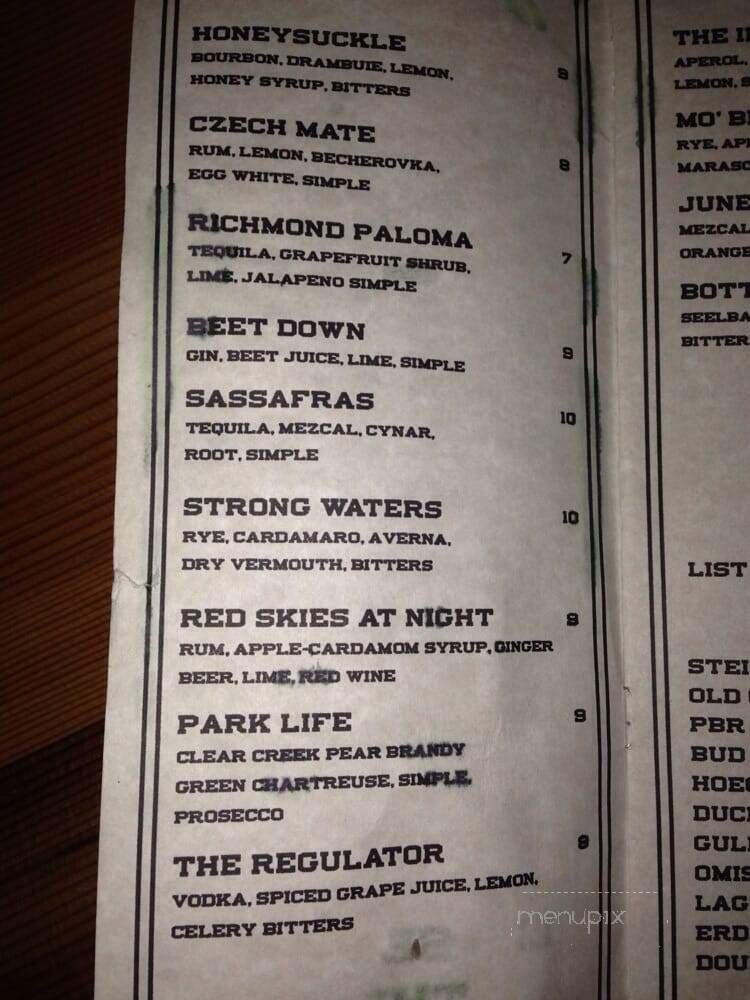 HONEYSUCKLE
BOURBON, DRAMBUIE, LEMON, 9
HONEY SYRUP, BITTERS
CZECH MATE
RUM, LEMON, BECHEROVKA, 8
EGG WHITE, SIMPLE
RICHMOND PALOMA
TEQUILA, GRAPEFRUIT SHRUB, 7
LIME, JALAPENO SIMPLE
BEET DOWN
GIN, BEET JUICE, LIME, SIMPLE 9
SASSAFRAS 10
TEQUILA, MEZCAL, CYNAR,
ROOT, SIMPLE
STRONG WATERS 10
RYE, CARDAMARO, AVERNA,
DRY VERMOUTH, BITTERS
RED SKIES AT NIGHT 9
RUM, APPLE-CARDAMOM SYRUP, GINGER
BEER, LIME, RED WINE
PARK LIFE 9
CLEAR CREEK PEAR BRANDY
GREEN CHARTREUSE, SIMPLE,
PROSECCO
THE REGULATOR 9
VODKA, SPICED GRAPE JUICE, LEMON,
CELERY BITTERS
THE
APEROL,
LEMON,
MO'
RYE,
JUNE
MEZCAL
ORANGE
BITTER
LIST
OLD
PBR
BUD
menupix